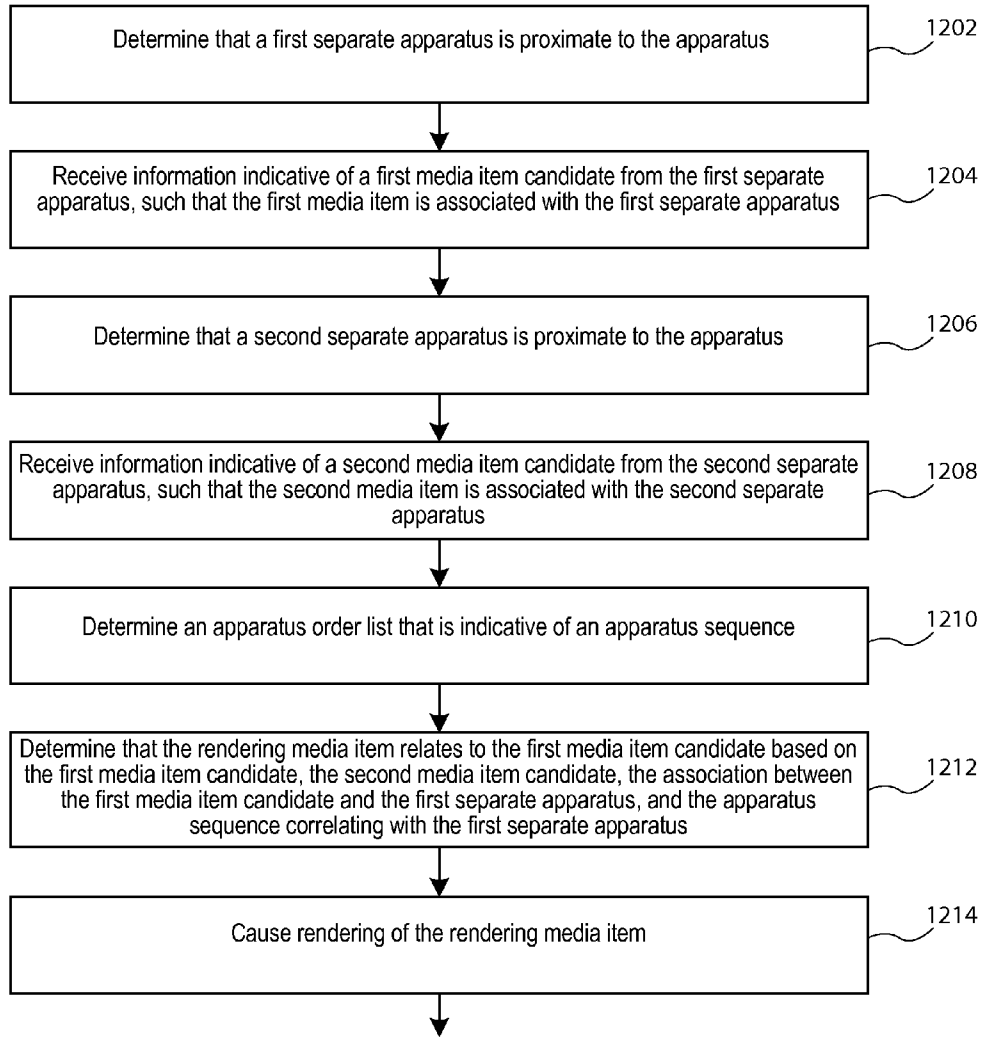 Determine that a first separate apparatus is proximate to the apparatus
1202
Receive information indicative of a first media item candidate from the first separate
apparatus, such that the first media item is associated with the first separate apparatus
1204
Determine that a second separate apparatus is proximate to the apparatus
1206
Receive information indicative of a second media item candidate from the second separate
apparatus, such that the second media item is associated with the second separate
apparatus
1208
Determine an apparatus order list that is indicative of an apparatus sequence
1210
Determine that the rendering media item relates to the first media item candidate based on
the first media item candidate, the second media item candidate, the association between
the first media item candidate and the first separate apparatus, and the apparatus
sequence correlating with the first separate apparatus
1212
Cause rendering of the rendering media item
1214